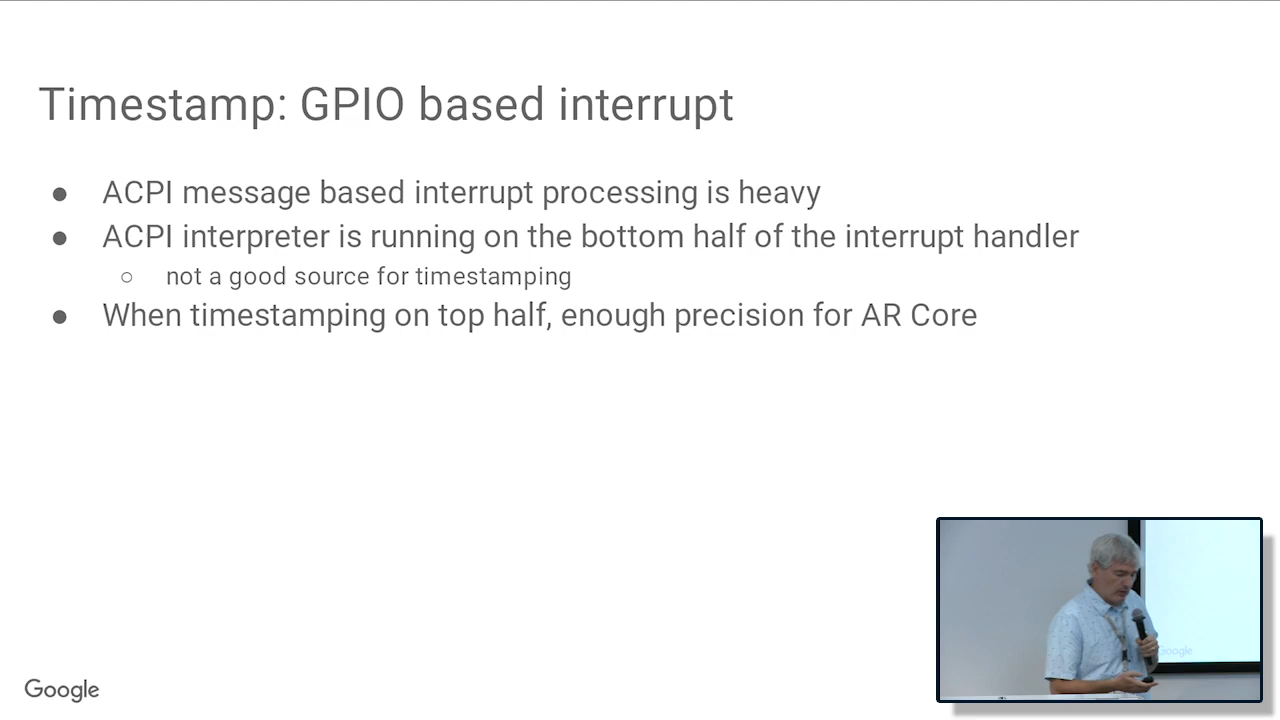 Timestamp: GPIO based interrupt
● ACPI message based interrupt processing is heavy
● ACPI interpreter is running on the bottom half of the interrupt handler
○ not a good source for timestamping
● When timestamping on top half, enough precision for AR Core
Google
Google